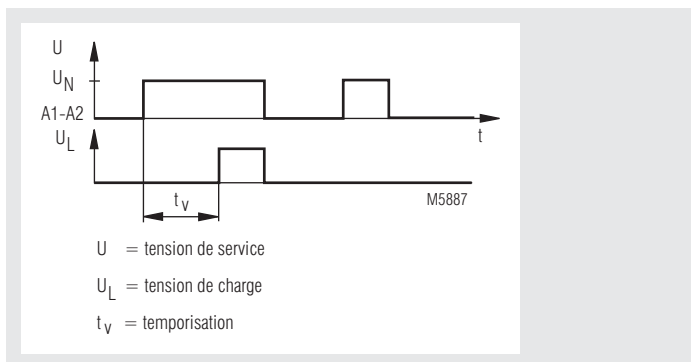 U
U_N
A1-A2
U_L
t
t_v
M5887
U = tension de service
U_L = tension de charge
t_v = temporisation